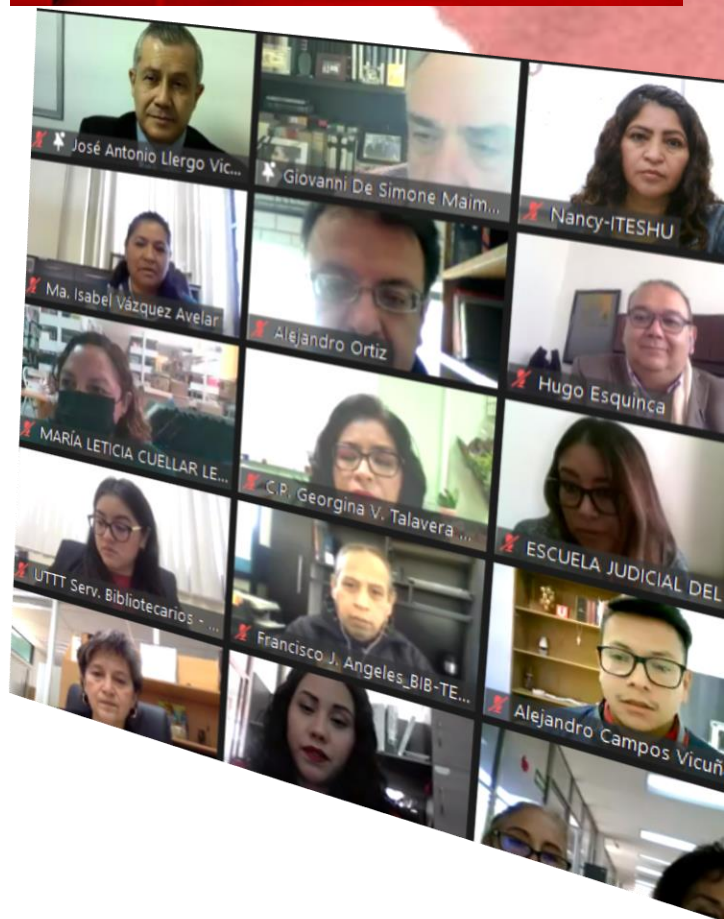 José Antonio Llergo Vic...
Giovanni De Simone Maim...
Nancy-ITESHU
Ma. Isabel Vázquez Avelar
Alejandro Ortiz
Hugo Esquinca
MARÍA LETICIA CUELLAR LE...
C.P. Georgina V. Talavera ...
ESCUELA JUDICIAL DEL
UTTT Serv. Bibliotecarios - ...
Francisco J. Angeles_BIB-TE...
Alejandro Campos Vicuñ